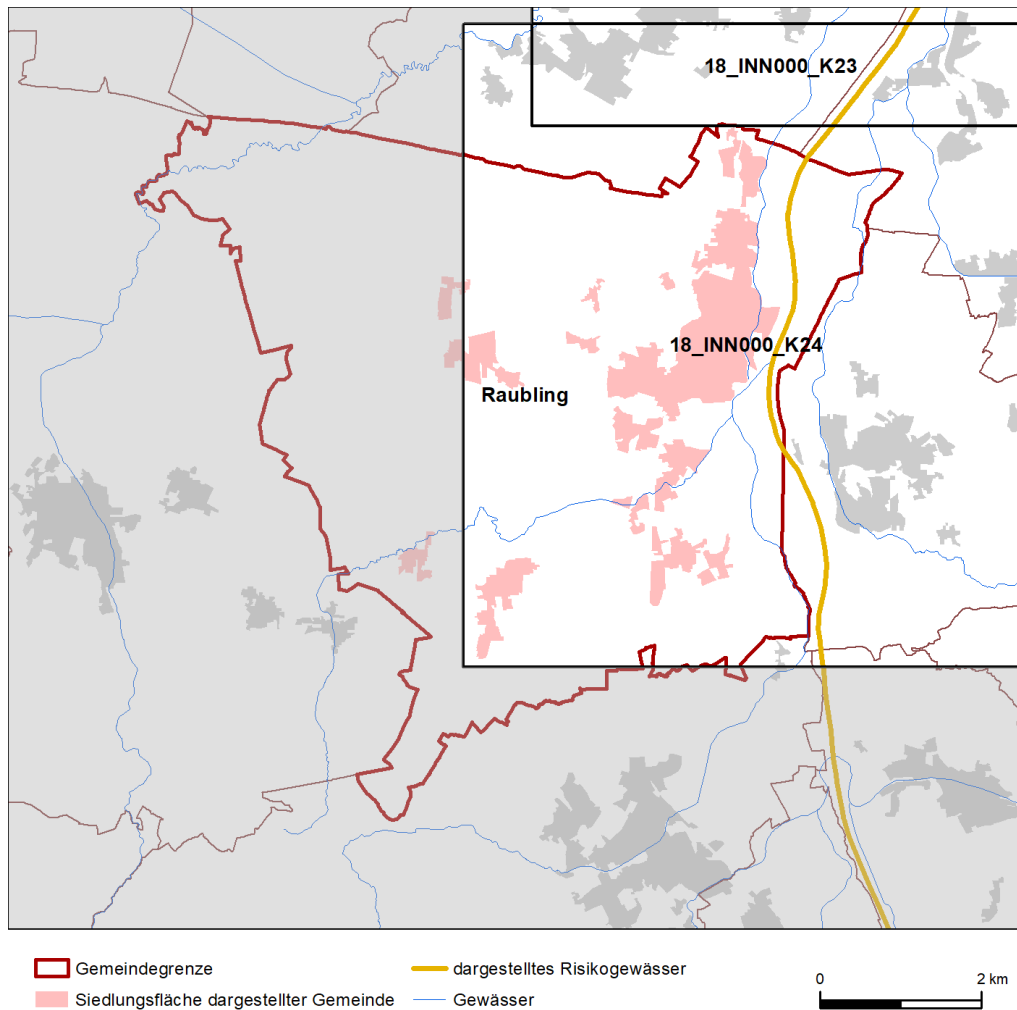 18_INN000_K23
18_INN000_K24
Raubling
Gemeindegrenze
dargestelltes Risikogewässer
Siedlungsfläche dargestellter Gemeinde
Gewässer
0
2 km